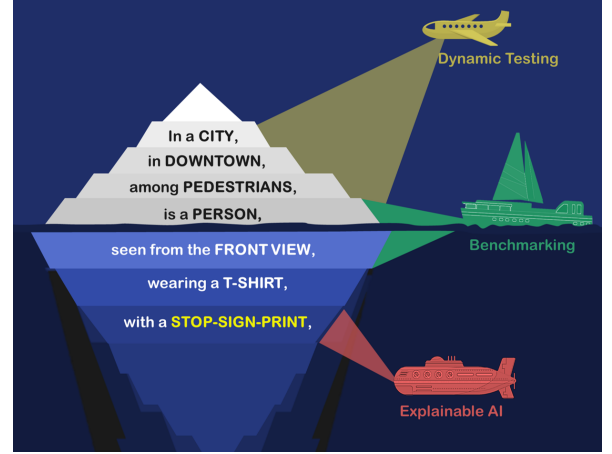 Dynamic Testing
In a CITY,
in DOWNTOWN,
among PEDESTRIANS,
is a PERSON,
Benchmarking
seen from the FRONT VIEW,
wearing a T-SHIRT,
with a STOP-SIGN-PRINT,
Explainable AI